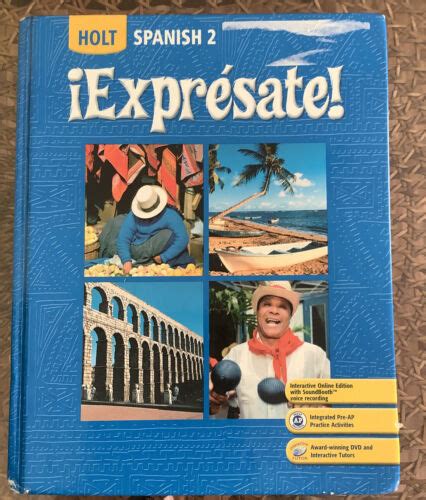 HOLT SPANISH 2
¡Exprésate!
Interactive Online Edition
with SoundBooth™
voice recording
AP
Integrated Pre-AP
Practice Activities
Award-winning DVD and
Interactive Tutors